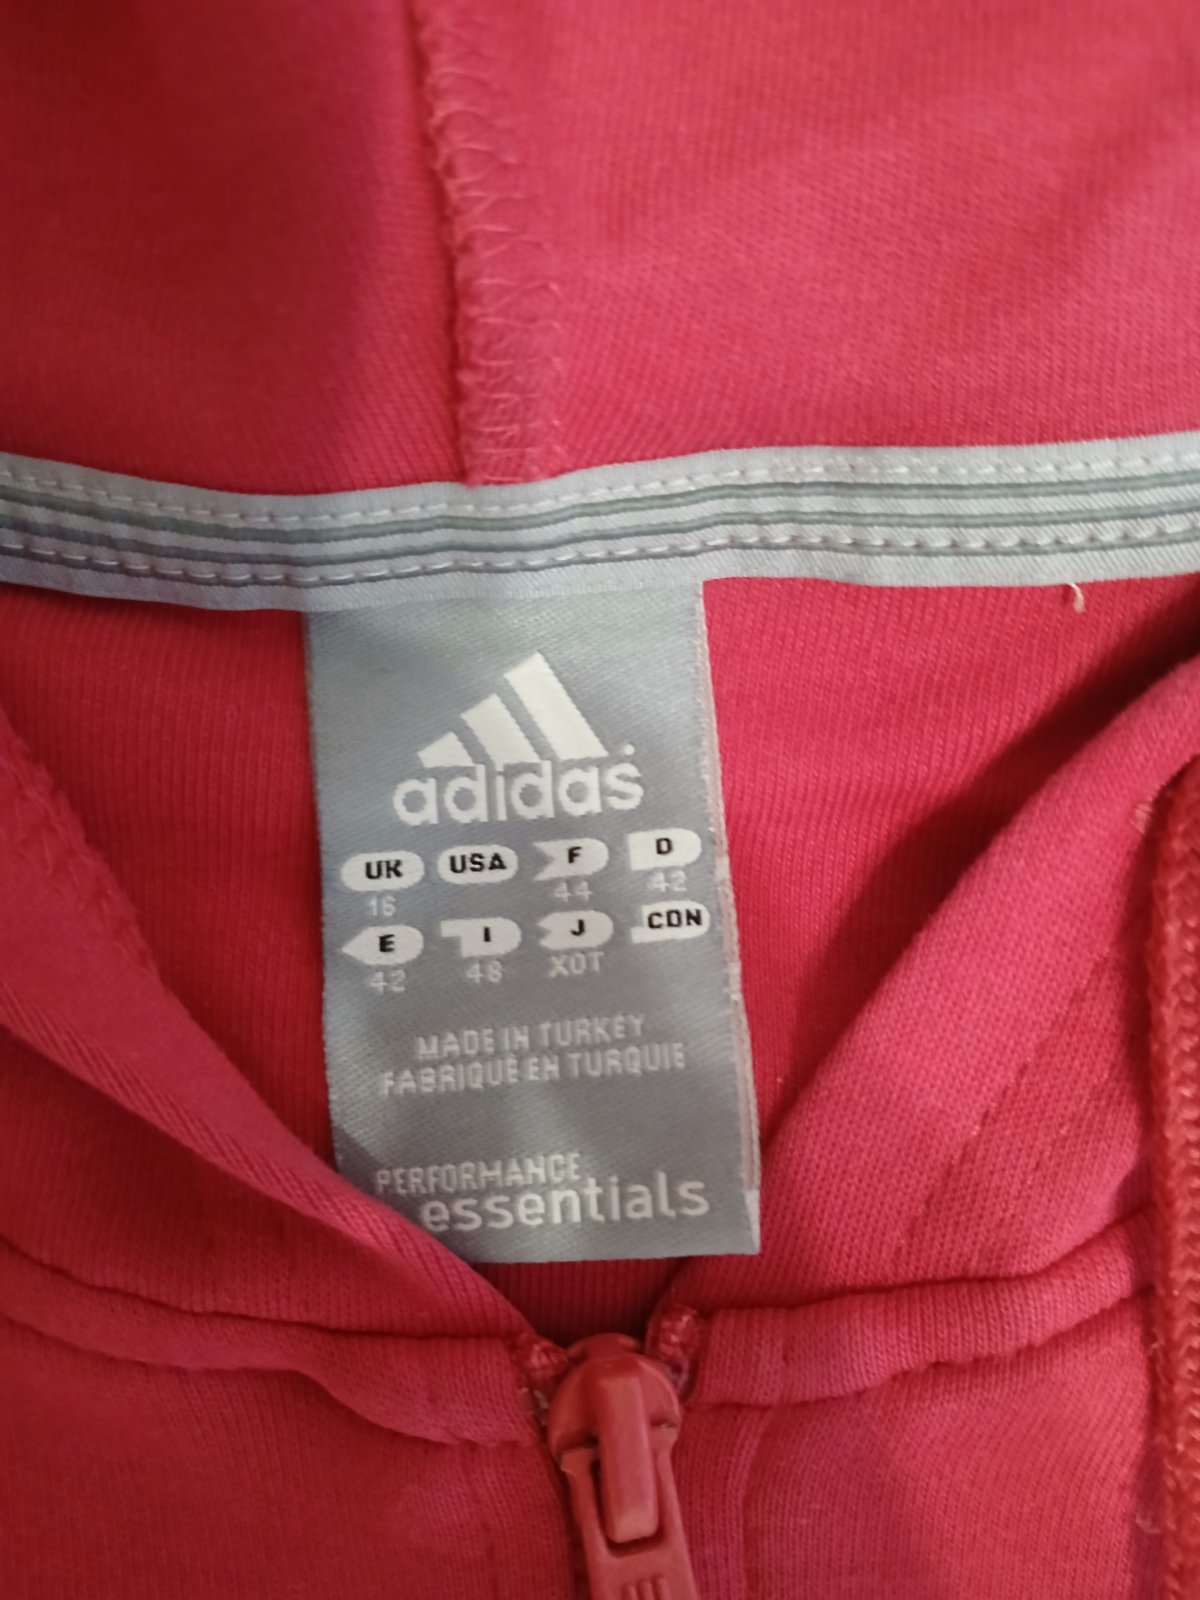 adidas
UK USA F D
16 44 42
E I J CDN
42 48 XOT
MADE IN TURKEY
FABRIQUÉ EN TURQUIE
PERFORMANCE
essentials